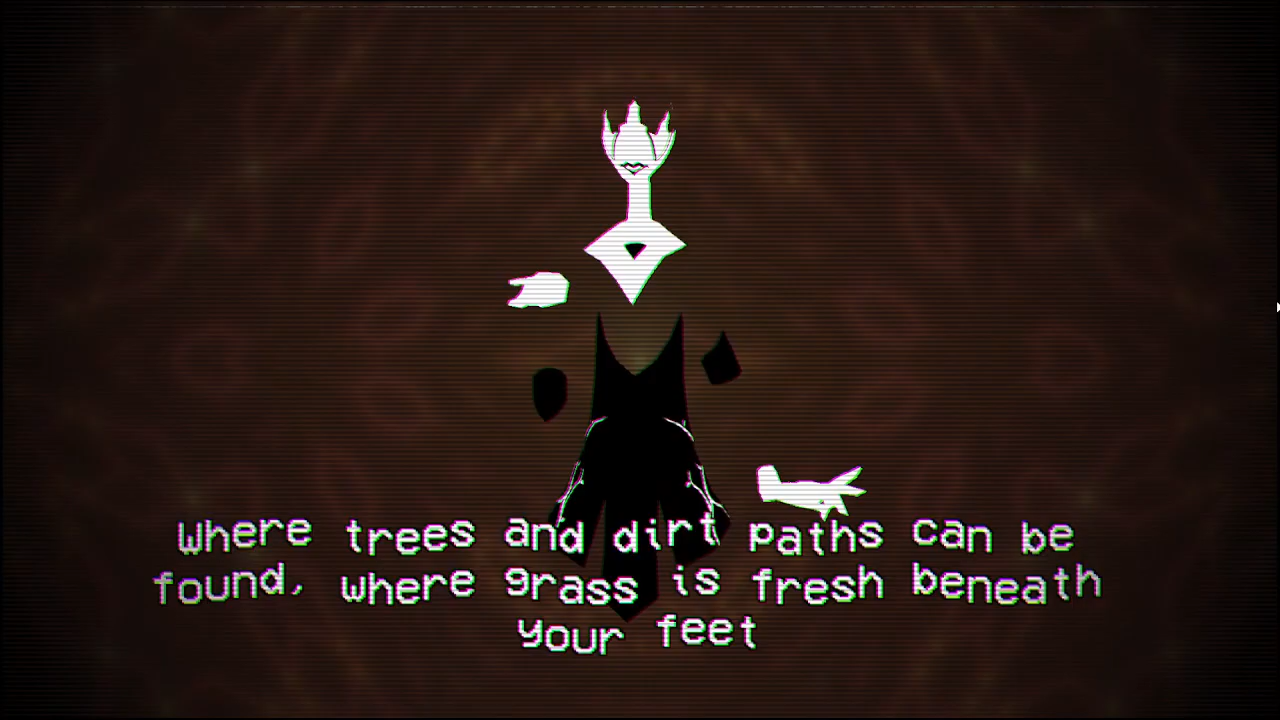 Where trees and dirt paths can be
found, where grass is fresh beneath
your feet